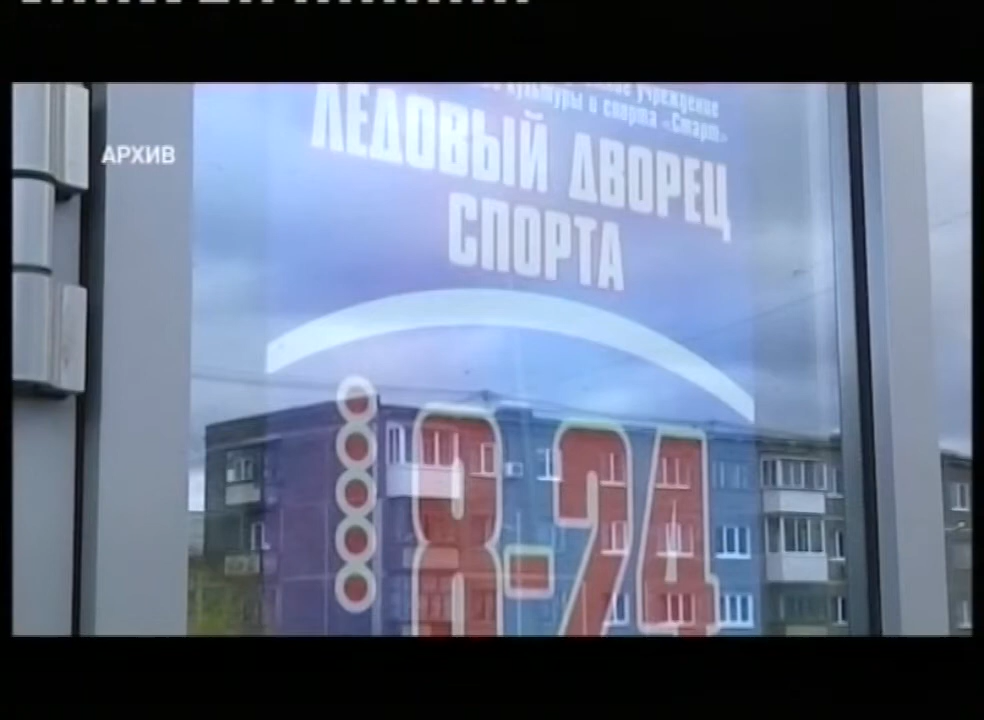 учреждение
культуры и спорта «Старт»
ЛЕДОВЫЙ ДВОРЕЦ
СПОРТА
АРХИВ
8-24